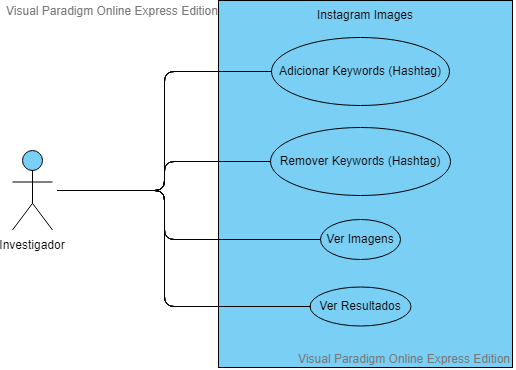 Visual Paradigm Online Express Edition
Instagram Images
Adicionar Keywords (Hashtag)
Remover Keywords (Hashtag)
Investigador
Ver Imagens
Ver Resultados
Visual Paradigm Online Express Edition